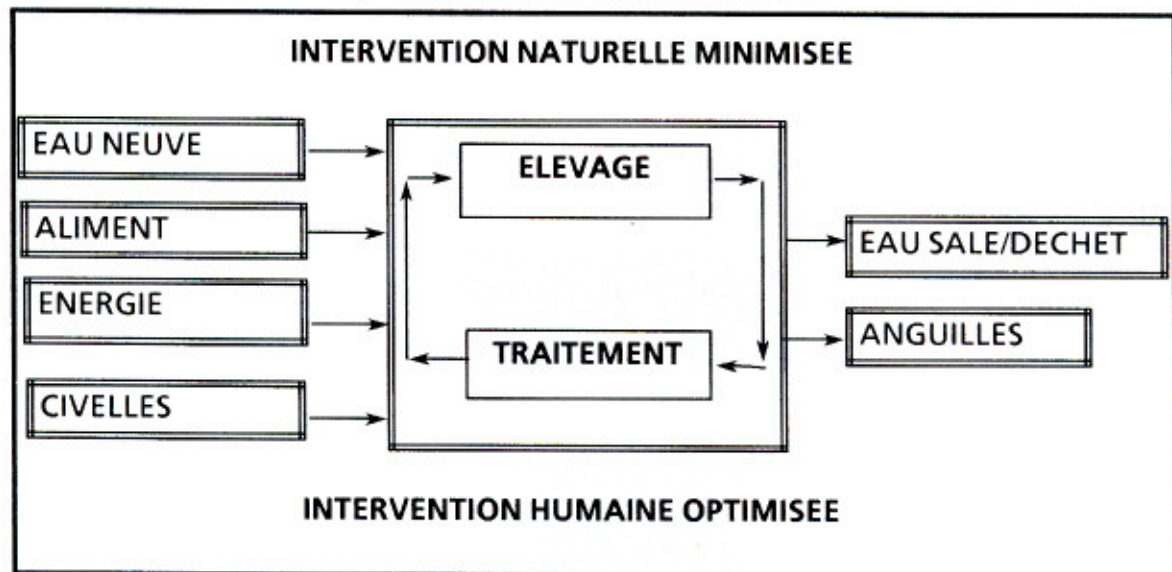 INTERVENTION NATURELLE MINIMISEE
EAU NEUVE
ALIMENT
ENERGIE
CIVELLES
ELEVAGE
TRAITEMENT
EAU SALE/DECHET
ANGUILLES
INTERVENTION HUMAINE OPTIMISEE